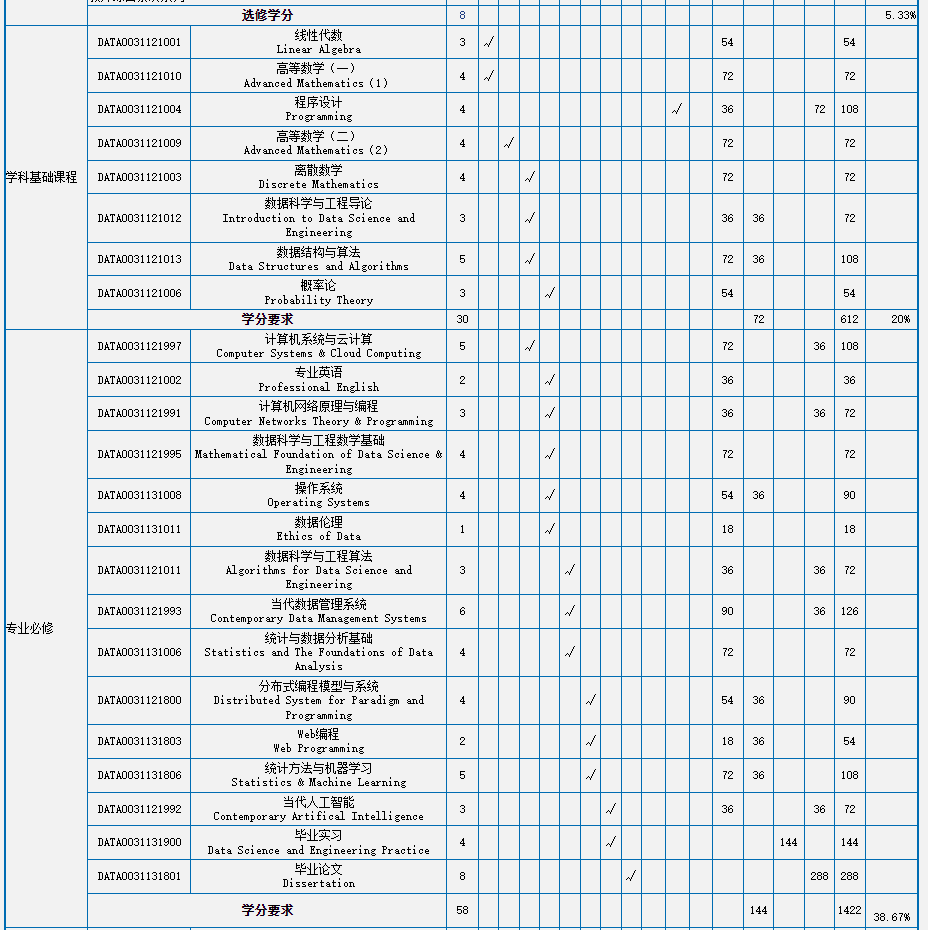 选修学分 8 5.33%
学科基础课程
DATA0031121001 线性代数 3 √ 54 54
Linear Algebra
DATA0031121010 高等数学（一） 4 √ 72 72
Advanced Mathematics (1)
DATA0031121004 程序设计 4 √ 36 72 108
Programming
DATA0031121009 高等数学（二） 4 √ 72 72
Advanced Mathematics (2)
DATA0031121003 离散数学 4 √ 72 72
Discrete Mathematics
DATA0031121012 数据科学与工程导论 3 √ 36 36 72
Introduction to Data Science and
Engineering
DATA0031121013 数据结构与算法 5 √ 72 36 108
Data Structures and Algorithms
DATA0031121006 概率论 3 √ 54 54
Probability Theory
学分要求 30 72 612 20%
专业必修
DATA0031121997 计算机系统与云计算 5 √ 72 36 108
Computer Systems & Cloud Computing
DATA0031121002 专业英语 2 √ 36 36
Professional English
DATA0031121991 计算机网络原理与编程 3 √ 36 36 72
Computer Networks Theory & Programming
DATA0031121995 数据科学与工程数学基础 4 √ 72 72
Mathematical Foundation of Data Science &
Engineering
DATA0031131008 操作系统 4 √ 54 36 90
Operating Systems
DATA0031131011 数据伦理 1 √ 18 18
Ethics of Data
DATA0031121011 数据科学与工程算法 3 √ 36 36 72
Algorithms for Data Science and
Engineering
DATA0031121993 当代数据管理系统 6 √ 90 36 126
Contemporary Data Management Systems
DATA0031131006 统计与数据分析基础 4 √ 72 72
Statistics and The Foundations of Data
Analysis
DATA0031121800 分布式编程模型与系统 4 √ 54 36 90
Distributed System for Paradigm and
Programming
DATA0031131803 Web编程 2 √ 18 36 54
Web Programming
DATA0031131806 统计方法与机器学习 5 √ 72 36 108
Statistics & Machine Learning
DATA0031121992 当代人工智能 3 √ 36 36 72
Contemporary Artifical Intelligence
DATA0031131900 毕业实习 4 √ 144 144
Data Science and Engineering Practice
DATA0031131801 毕业论文 8 √ 288 288
Dissertation
学分要求 58 144 1422 38.67%